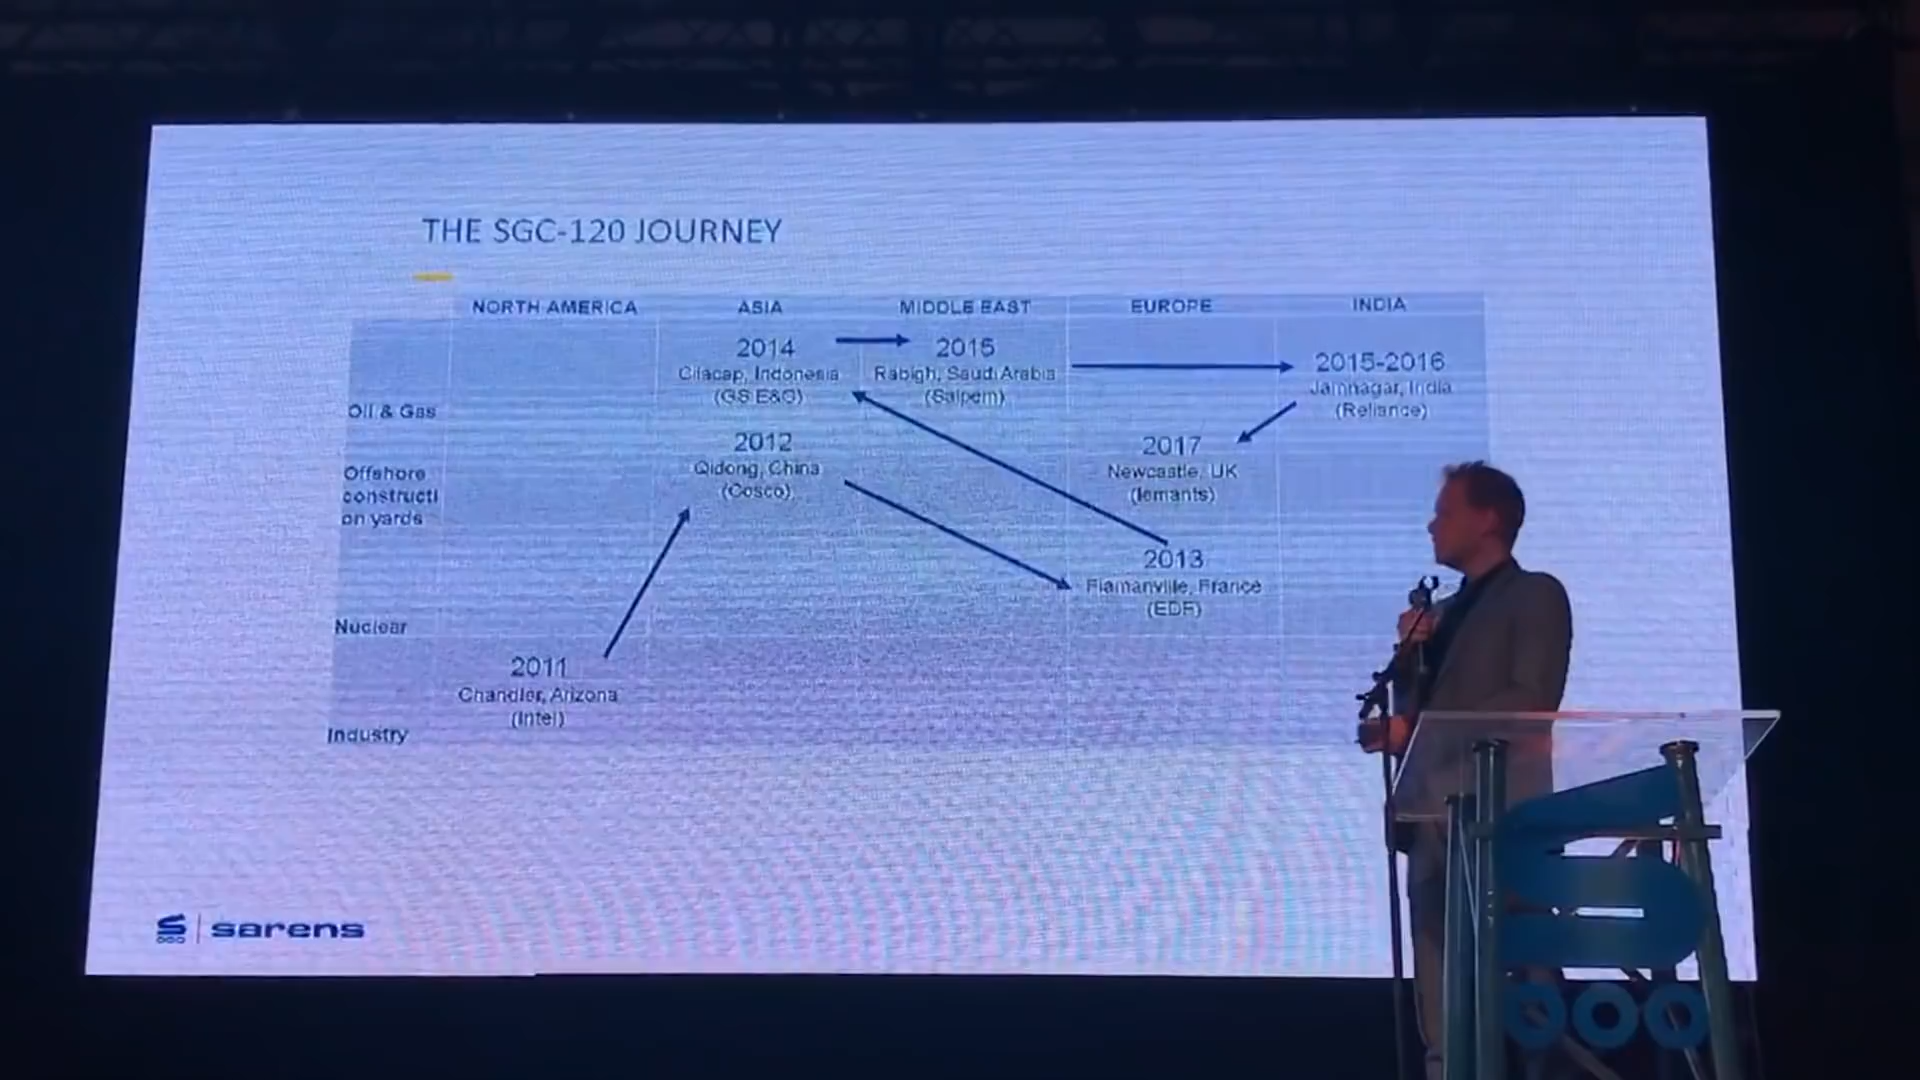 THE SGC-120 JOURNEY
NORTH AMERICA ASIA MIDDLE EAST EUROPE INDIA
2014
Cilacap, Indonesia
(GS E&C)
2015
Rabigh, Saudi Arabia
(Saipem)
2015-2016
Jamnagar, India
(Reliance)
Oil & Gas
2012
Qidong, China
(Cosco)
2017
Newcastle, UK
(Iemants)
Offshore
constructi
on yards
2013
Flamanville, France
(EDF)
Nuclear
2011
Chandler, Arizona
(Intel)
Industry
sarens